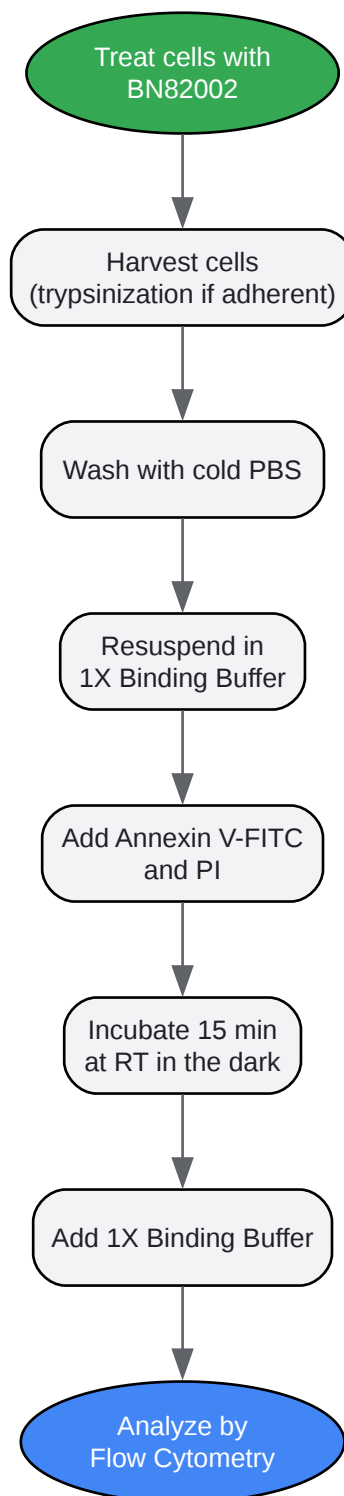 Treat cells with
BN82002
Harvest cells
(trypsinization if adherent)
Wash with cold PBS
Resuspend in
1X Binding Buffer
Add Annexin V-FITC
and PI
Incubate 15 min
at RT in the dark
Add 1X Binding Buffer
Analyze by
Flow Cytometry